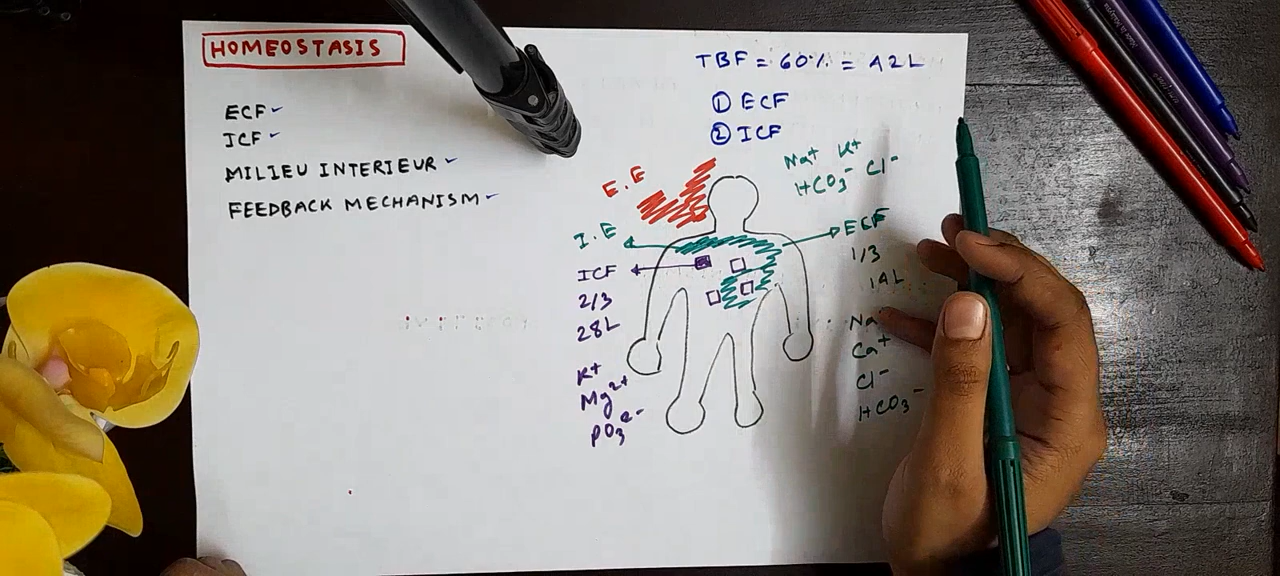 HOMEOSTASIS
ECF
ICF
MILIEU INTERIEUR
FEEDBACK MECHANISM
TBF = 60% = 42L
① ECF
② ICF
Na+ K+
HCO3- Cl-
E.E
I.E
ICF
2/3
28L
K+
Mg2+
PO3e-
ECF
1/3
14L
Na
Ca+
Cl-
HCO3-